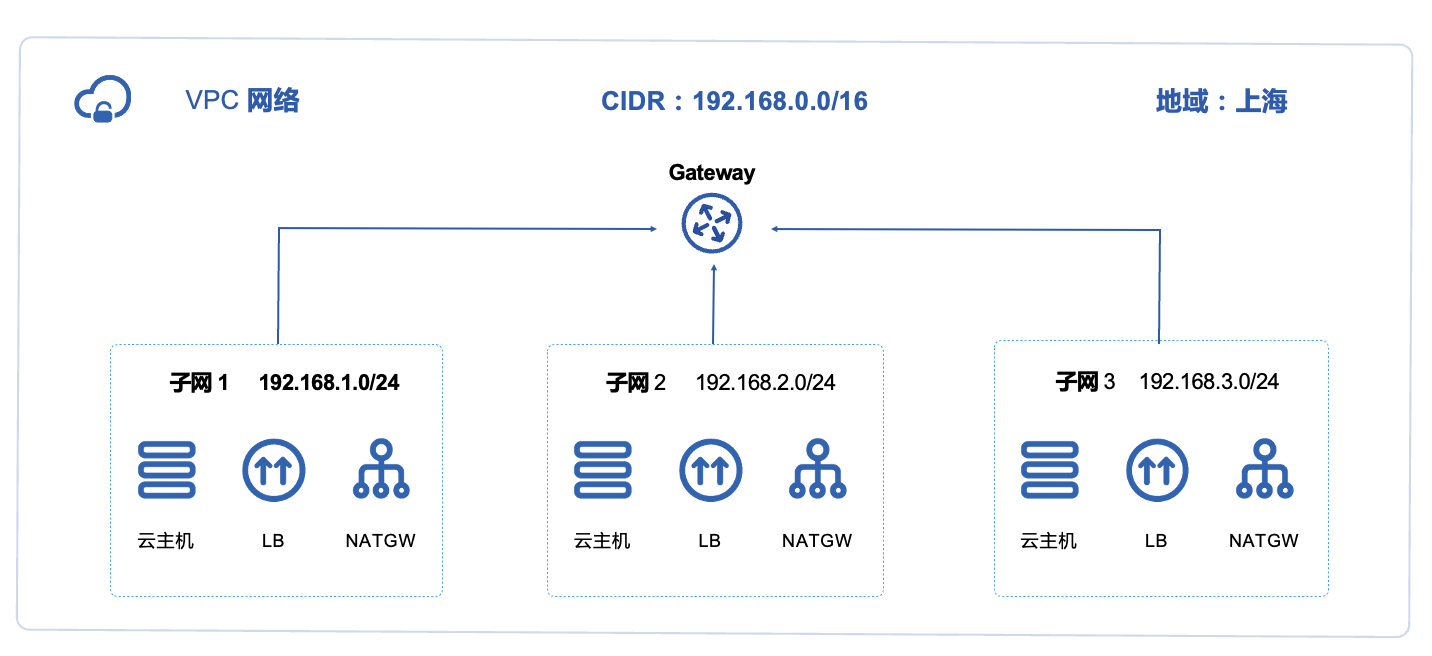 VPC 网络 CIDR：192.168.0.0/16 地域：上海
Gateway
子网 1 192.168.1.0/24
云主机 LB NATGW
子网 2 192.168.2.0/24
云主机 LB NATGW
子网 3 192.168.3.0/24
云主机 LB NATGW